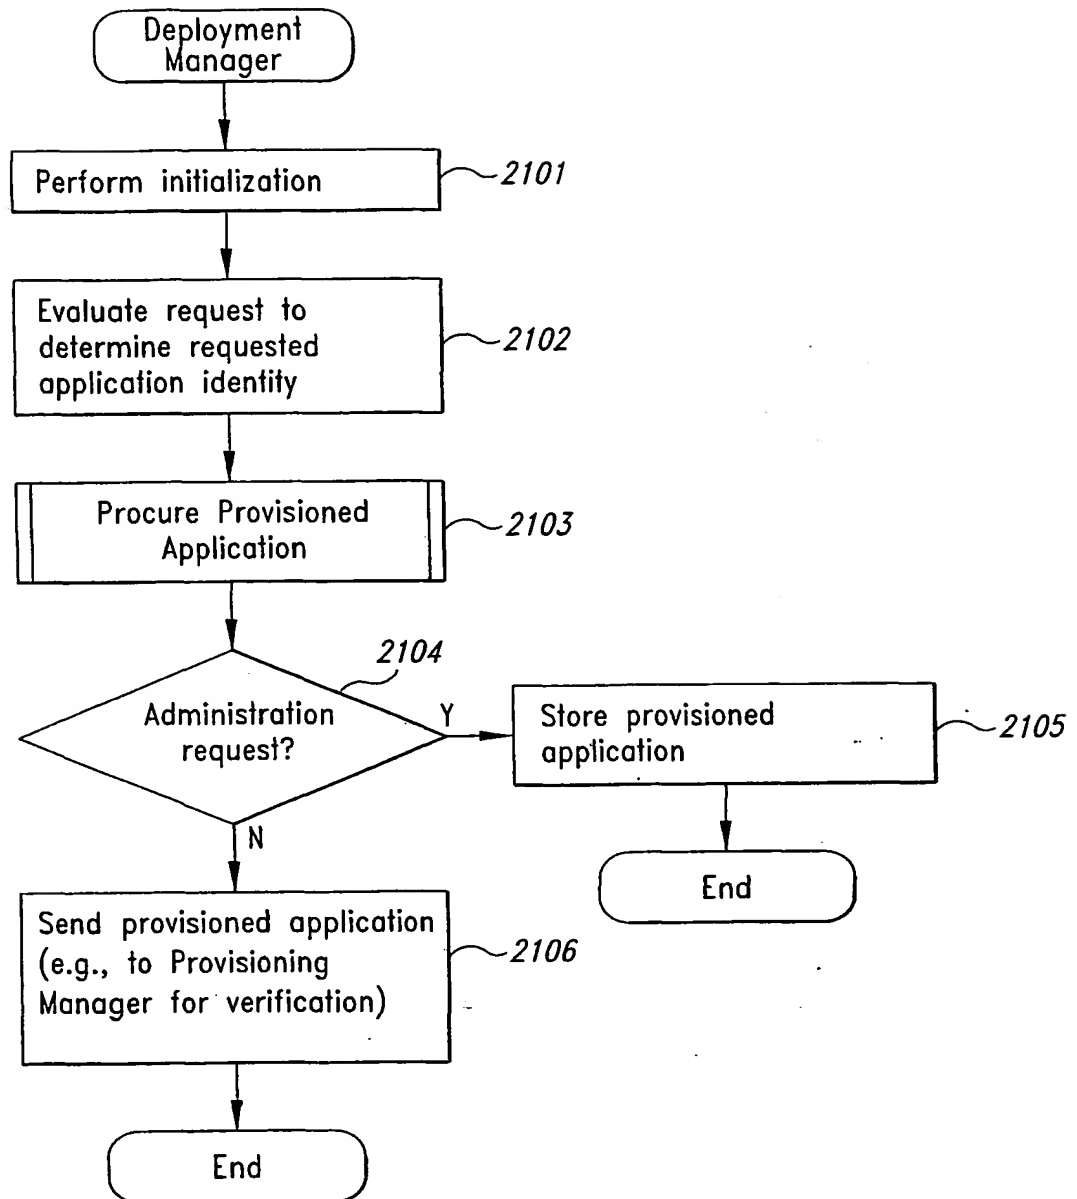 Deployment
Manager
Perform initialization
2101
Evaluate request to
determine requested
application identity
2102
Procure Provisioned
Application
2103
2104
Administration
request?
Y
N
Store provisioned
application
2105
End
Send provisioned application
(e.g., to Provisioning
Manager for verification)
2106
End